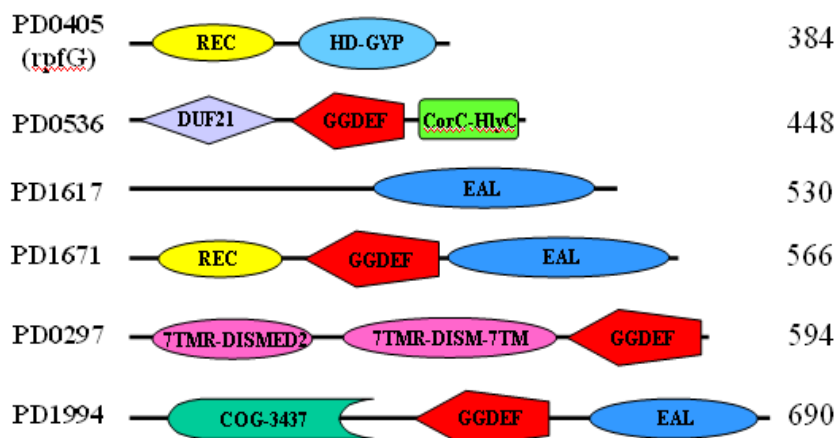 PD0405 REC HD-GYP 384
(rpfG)
PD0536 DUF21 GGDEF CorC-HlyC 448
PD1617 EAL 530
PD1671 REC GGDEF EAL 566
PD0297 7TMR-DISMED2 7TMR-DISM-7TM GGDEF 594
PD1994 COG-3437 GGDEF EAL 690